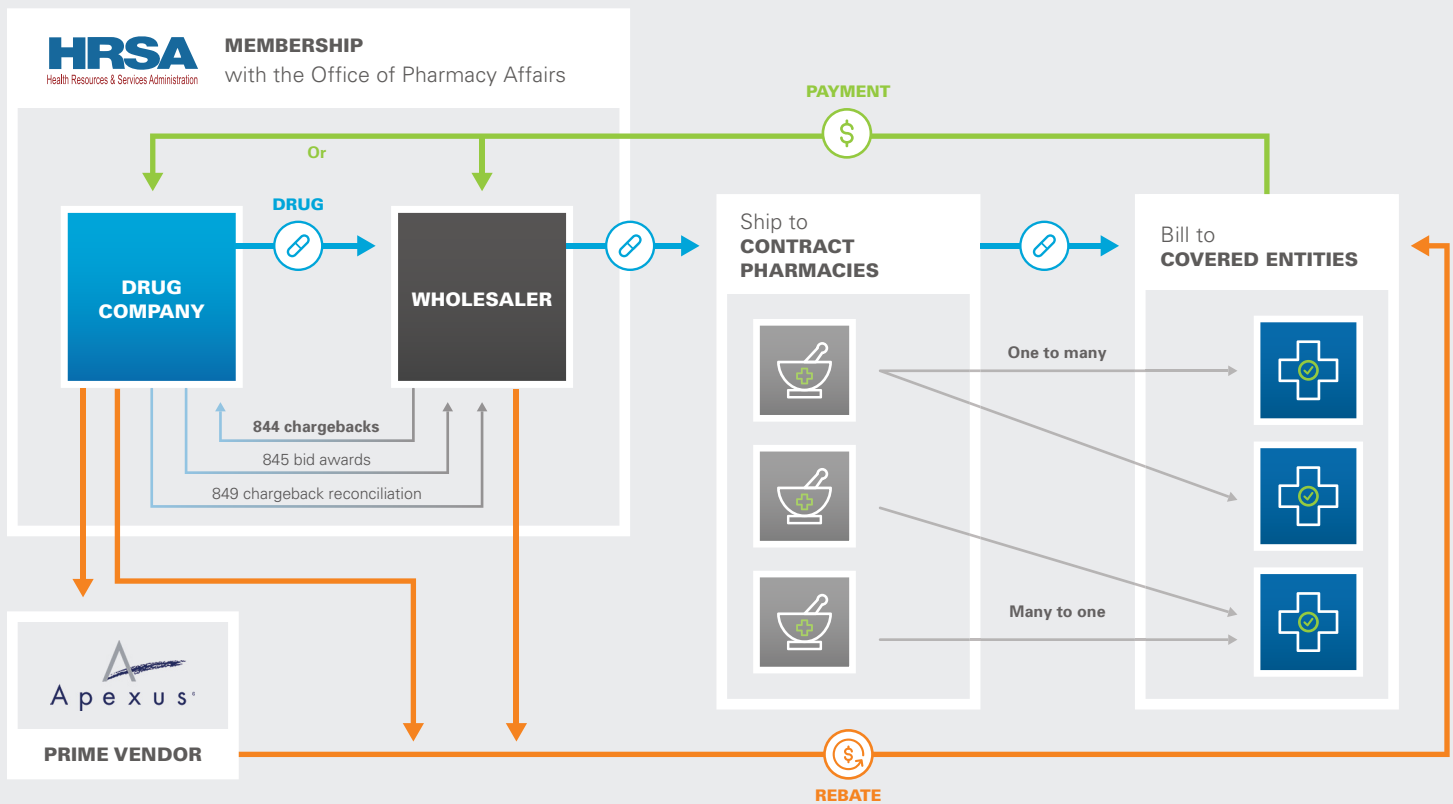 HRSA
Health Resources & Services Administration
MEMBERSHIP
with the Office of Pharmacy Affairs
PAYMENT
$
Or
DRUG
DRUG
COMPANY
WHOLESALER
Ship to
CONTRACT
PHARMACIES
Bill to
COVERED ENTITIES
One to many
844 chargebacks
845 bid awards
849 chargeback reconciliation
Many to one
Apexus
PRIME VENDOR
$
REBATE